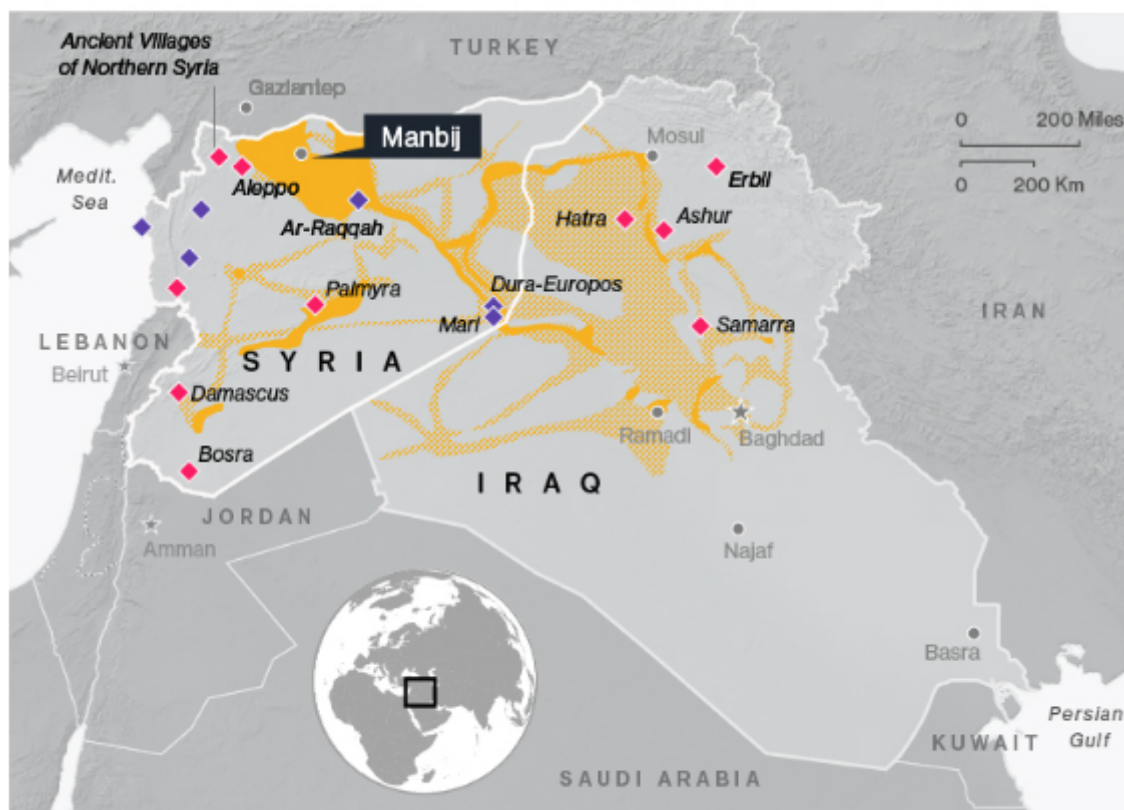 Ancient Villages
of Northern Syria
TURKEY
Gaziantep
Manbij
Mosul
0 200 Miles
0 200 Km
Medit.
Sea
Aleppo
Erbil
Ar-Raqqah
Hatra
Ashur
Dura-Europos
Palmyra
Mari
Samarra
IRAN
LEBANON
Beirut
SYRIA
Damascus
Ramadi
Baghdad
Bosra
IRAQ
JORDAN
Amman
Najaf
Basra
Persian
Gulf
KUWAIT
SAUDI ARABIA